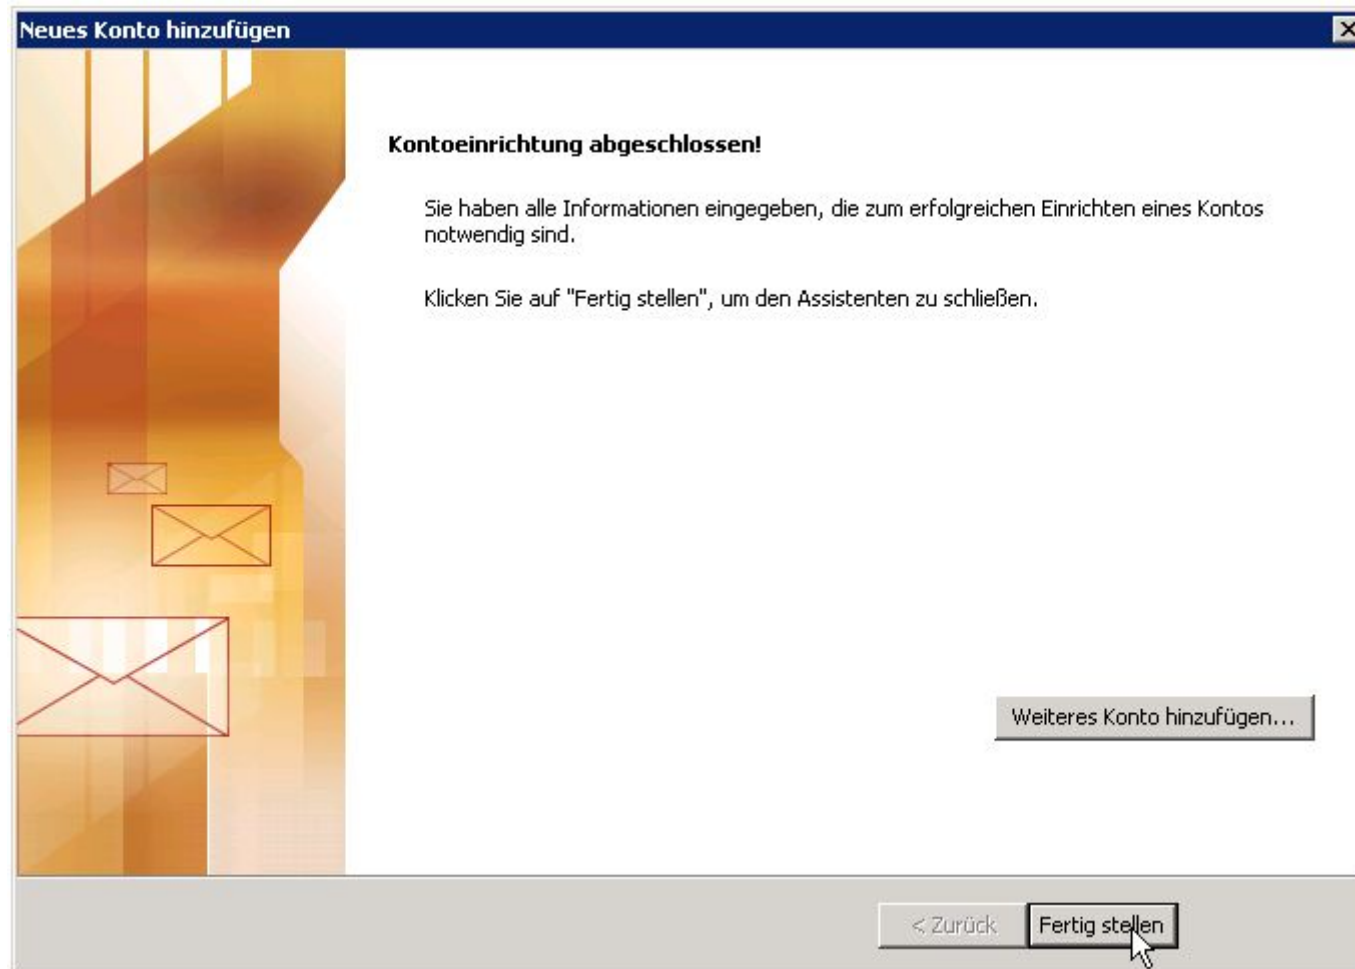 Neues Konto hinzufügen
Kontoeinrichtung abgeschlossen!
Sie haben alle Informationen eingegeben, die zum erfolgreichen Einrichten eines Kontos
notwendig sind.
Klicken Sie auf "Fertig stellen", um den Assistenten zu schließen.
Weiteres Konto hinzufügen...
< Zurück
Fertig stellen